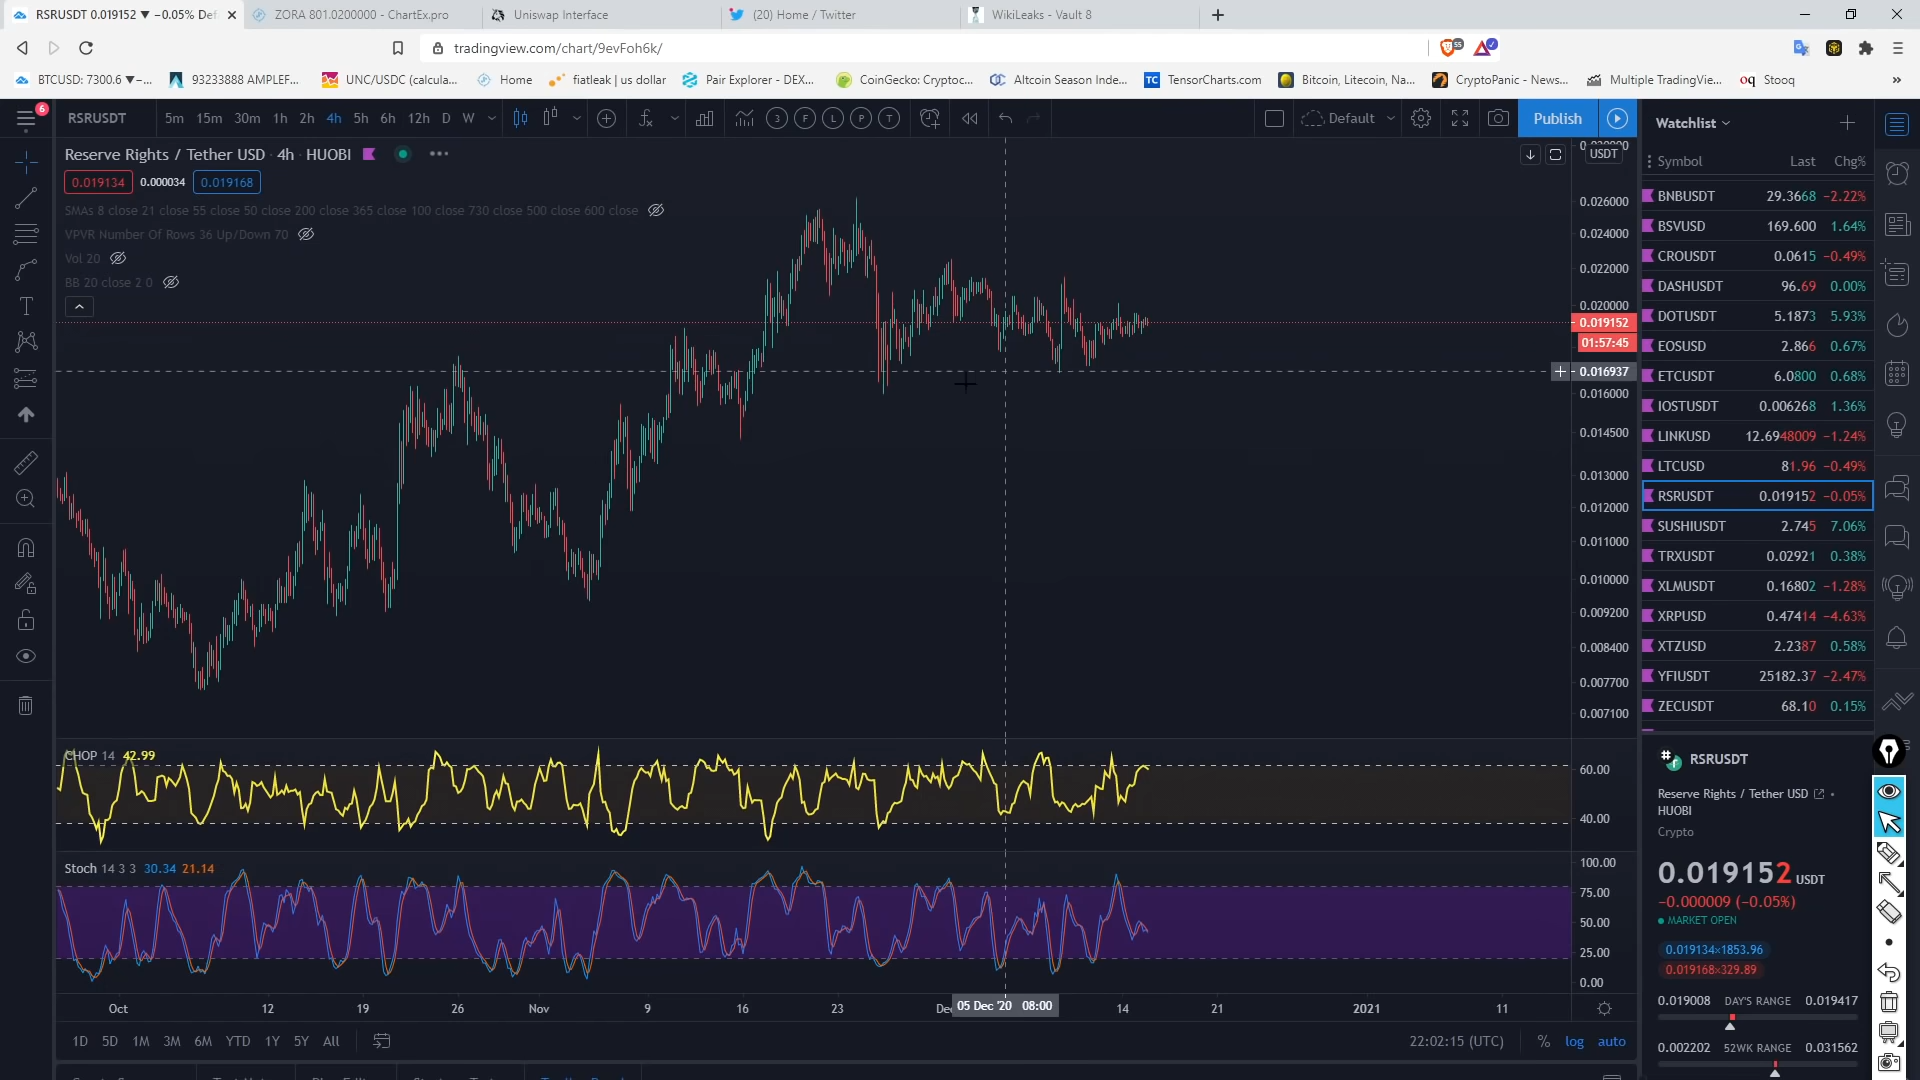 RSRUSDT 0.019152 ▼ −0.05% Def
ZORA 801.0200000 - ChartEx.pro
Uniswap Interface
(20) Home / Twitter
WikiLeaks - Vault 8
tradingview.com/chart/9evFoh6k/
55
BTCUSD: 7300.6 ▼−...
93233888 AMPLEF...
UNC/USDC (calcula...
Home
fiatleak | us dollar
Pair Explorer - DEX...
CoinGecko: Cryptoc...
Altcoin Season Inde...
TC TensorCharts.com
Bitcoin, Litecoin, Na...
CryptoPanic - News...
Multiple TradingVie...
oq Stooq
6
RSRUSDT 5m 15m 30m 1h 2h 4h 5h 6h 12h D W
3 F L P T
Default
Publish
Watchlist
Reserve Rights / Tether USD 4h · HUOBI
USDT
Symbol Last Chg%
0.019134 0.000034 0.019168
SMAs 8 close 21 close 55 close 50 close 200 close 365 close 100 close 730 close 500 close 600 close
VPVR Number Of Rows 36 Up/Down 70
Vol 20
BB 20 close 2 0
0.026000
0.024000
0.022000
0.020000
0.019152
01:57:45
0.016937
0.016000
0.014500
0.013000
0.012000
0.011000
0.010000
0.009200
0.008400
0.007700
0.007100
BNBUSDT 29.3668 −2.22%
BSVUSD 169.600 1.64%
CROUSDT 0.0615 −0.49%
DASHUSDT 96.69 0.00%
DOTUSDT 5.1873 5.93%
EOSUSD 2.866 0.67%
ETCUSDT 6.0800 0.68%
IOSTUSDT 0.006268 1.36%
LINKUSD 12.6948009 −1.24%
LTCUSD 81.96 −0.49%
RSRUSDT 0.019152 −0.05%
SUSHIUSDT 2.745 7.06%
TRXUSDT 0.02921 0.38%
XLMUSDT 0.16802 −1.28%
XRPUSD 0.47414 −4.63%
XTZUSD 2.2387 0.58%
YFIUSDT 25182.37 −2.47%
ZECUSDT 68.10 0.15%
CHOP 14 42.99
60.00
40.00
Stoch 14 3 3 30.34 21.14
100.00
75.00
50.00
25.00
0.00
Oct 12 19 26 Nov 9 16 23 De 05 Dec '20 08:00 14 21 2021 11
1D 5D 1M 3M 6M YTD 1Y 5Y All
22:02:15 (UTC) % log auto
RSRUSDT
Reserve Rights / Tether USD
HUOBI
Crypto
0.019152 USDT
−0.000009 (−0.05%)
MARKET OPEN
0.019134×1853.96
0.019168×329.89
0.019008 DAY'S RANGE 0.019417
0.002202 52WK RANGE 0.031562